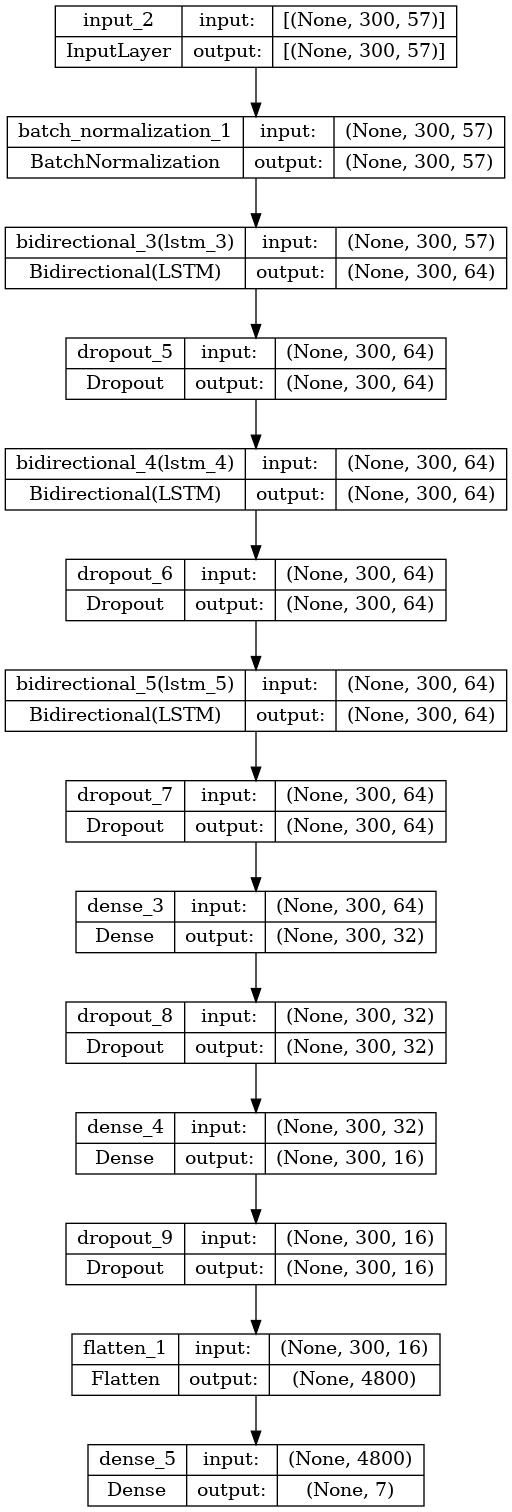 input_2 input: [(None, 300, 57)]
InputLayer output: [(None, 300, 57)]
batch_normalization_1 input: (None, 300, 57)
BatchNormalization output: (None, 300, 57)
bidirectional_3(lstm_3) input: (None, 300, 57)
Bidirectional(LSTM) output: (None, 300, 64)
dropout_5 input: (None, 300, 64)
Dropout output: (None, 300, 64)
bidirectional_4(lstm_4) input: (None, 300, 64)
Bidirectional(LSTM) output: (None, 300, 64)
dropout_6 input: (None, 300, 64)
Dropout output: (None, 300, 64)
bidirectional_5(lstm_5) input: (None, 300, 64)
Bidirectional(LSTM) output: (None, 300, 64)
dropout_7 input: (None, 300, 64)
Dropout output: (None, 300, 64)
dense_3 input: (None, 300, 64)
Dense output: (None, 300, 32)
dropout_8 input: (None, 300, 32)
Dropout output: (None, 300, 32)
dense_4 input: (None, 300, 32)
Dense output: (None, 300, 16)
dropout_9 input: (None, 300, 16)
Dropout output: (None, 300, 16)
flatten_1 input: (None, 300, 16)
Flatten output: (None, 4800)
dense_5 input: (None, 4800)
Dense output: (None, 7)